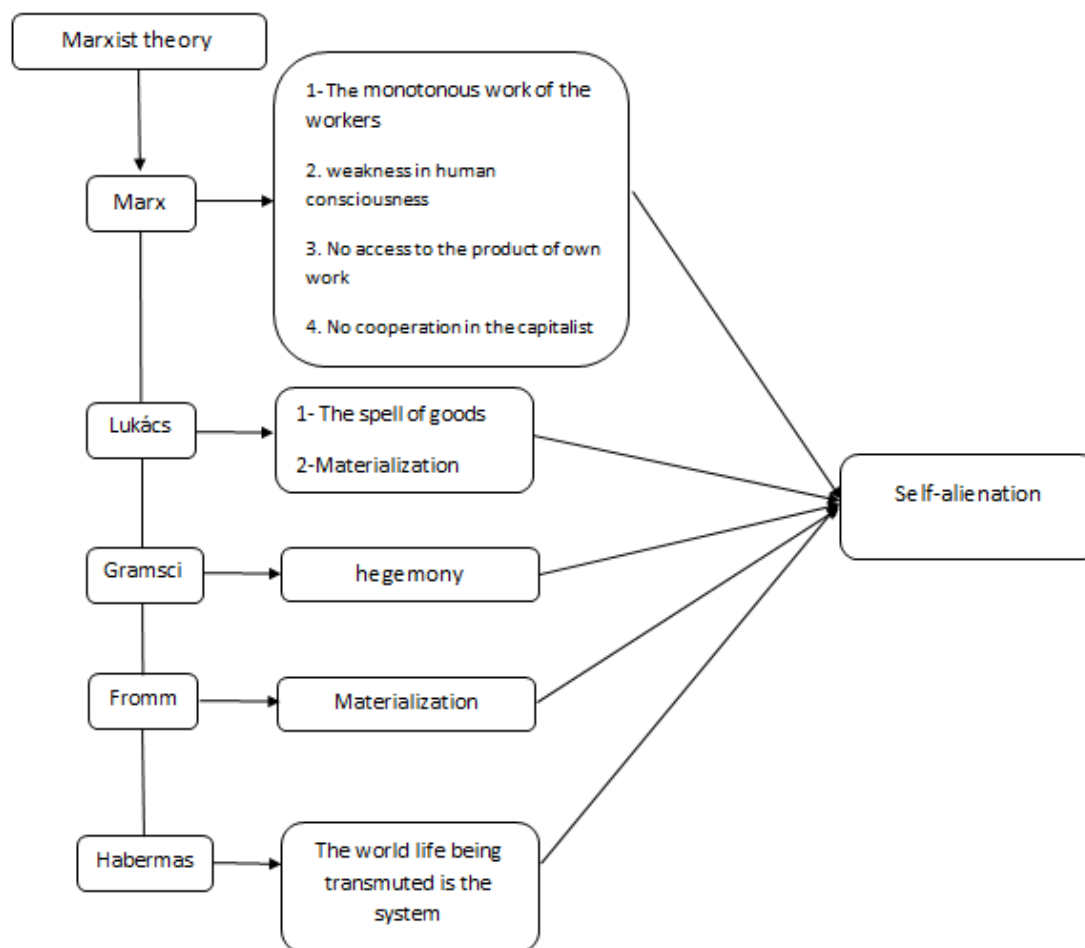 Marxist theory
1- The monotonous work of the
workers
2. weakness in human
consciousness
3. No access to the product of own
work
4. No cooperation in the capitalist
Marx
Lukács
1- The spell of goods
2-Materialization
Self-alienation
Gramsci
hegemony
Fromm
Materialization
Habermas
The world life being
transmuted is the
system